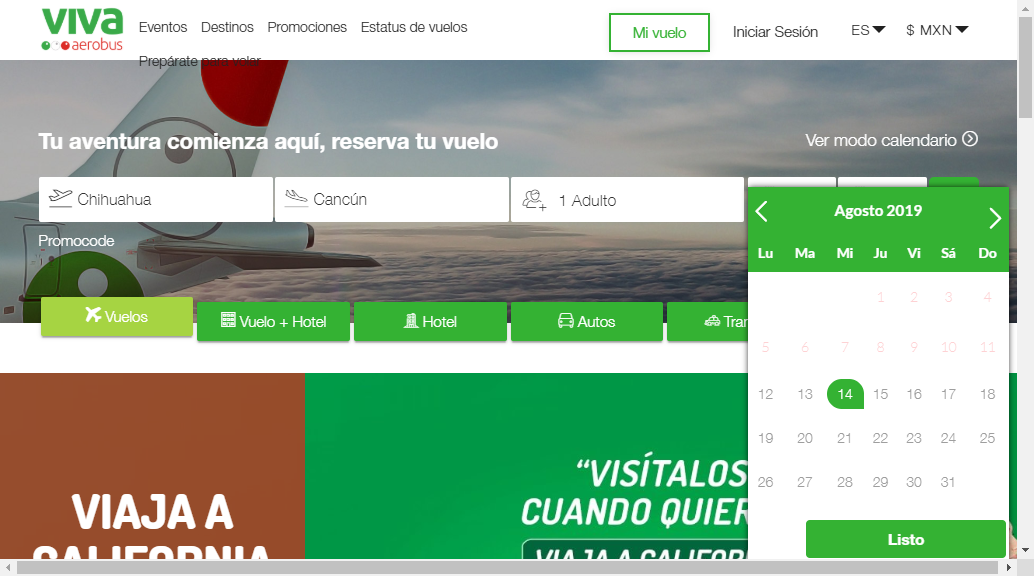 viva
aerobus
Eventos Destinos Promociones Estatus de vuelos
Prepárate para volar
Mi vuelo Iniciar Sesión ES $ MXN
Tu aventura comienza aquí, reserva tu vuelo
Ver modo calendario
Chihuahua Cancún 1 Adulto
Promocode
Vuelos Vuelo + Hotel Hotel Autos Tran
Agosto 2019
Lu Ma Mi Ju Vi Sá Do
1 2 3 4
5 6 7 8 9 10 11
12 13 14 15 16 17 18
19 20 21 22 23 24 25
26 27 28 29 30 31
Listo
VIAJA A
CALIFORNIA
“VISÍTALOS
CUANDO QUIER
VIAJA A CALIFOR